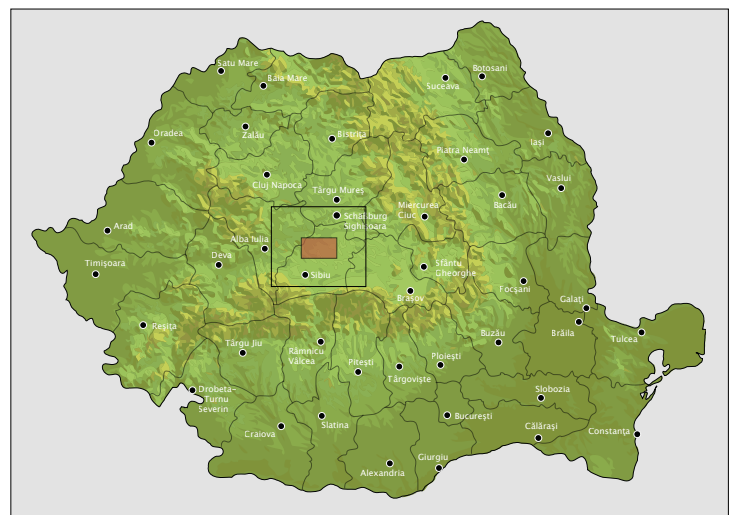 Satu Mare
Baia Mare
Botosani
Suceava
Oradea
Zalău
Bistrița
Iași
Piatra Neamț
Cluj Napoca
Vaslui
Târgu Mureș
Bacău
Miercurea
Ciuc
Schäßburg
Sighișoara
Arad
Alba Iulia
Timișoara
Deva
Sibiu
Sfântu
Gheorghe
Focșani
Brașov
Galați
Reșița
Brăila
Tulcea
Târgu Jiu
Râmnicu
Vâlcea
Buzău
Pitești
Ploiești
Târgoviște
Drobeta-
Turnu
Severin
Slobozia
București
Slatina
Craiova
Călărași
Constanța
Giurgiu
Alexandria